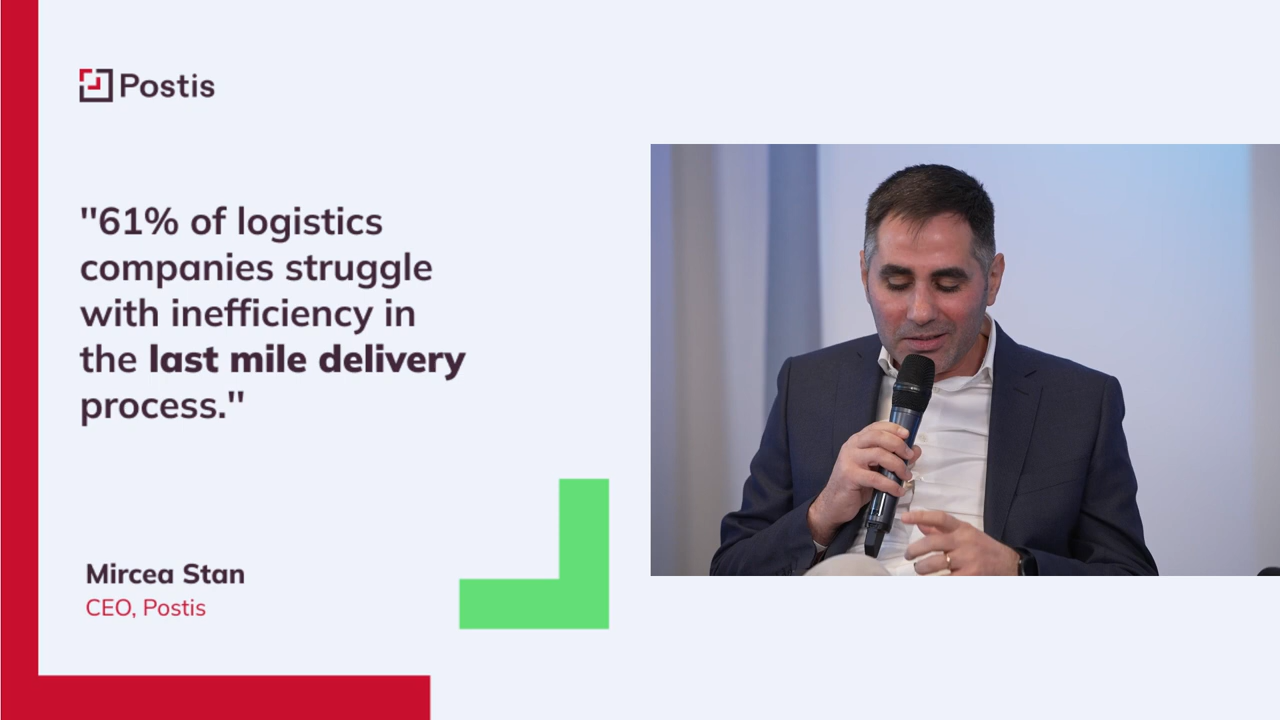 Postis
"61% of logistics
companies struggle
with inefficiency in
the last mile delivery
process."
Mircea Stan
CEO, Postis